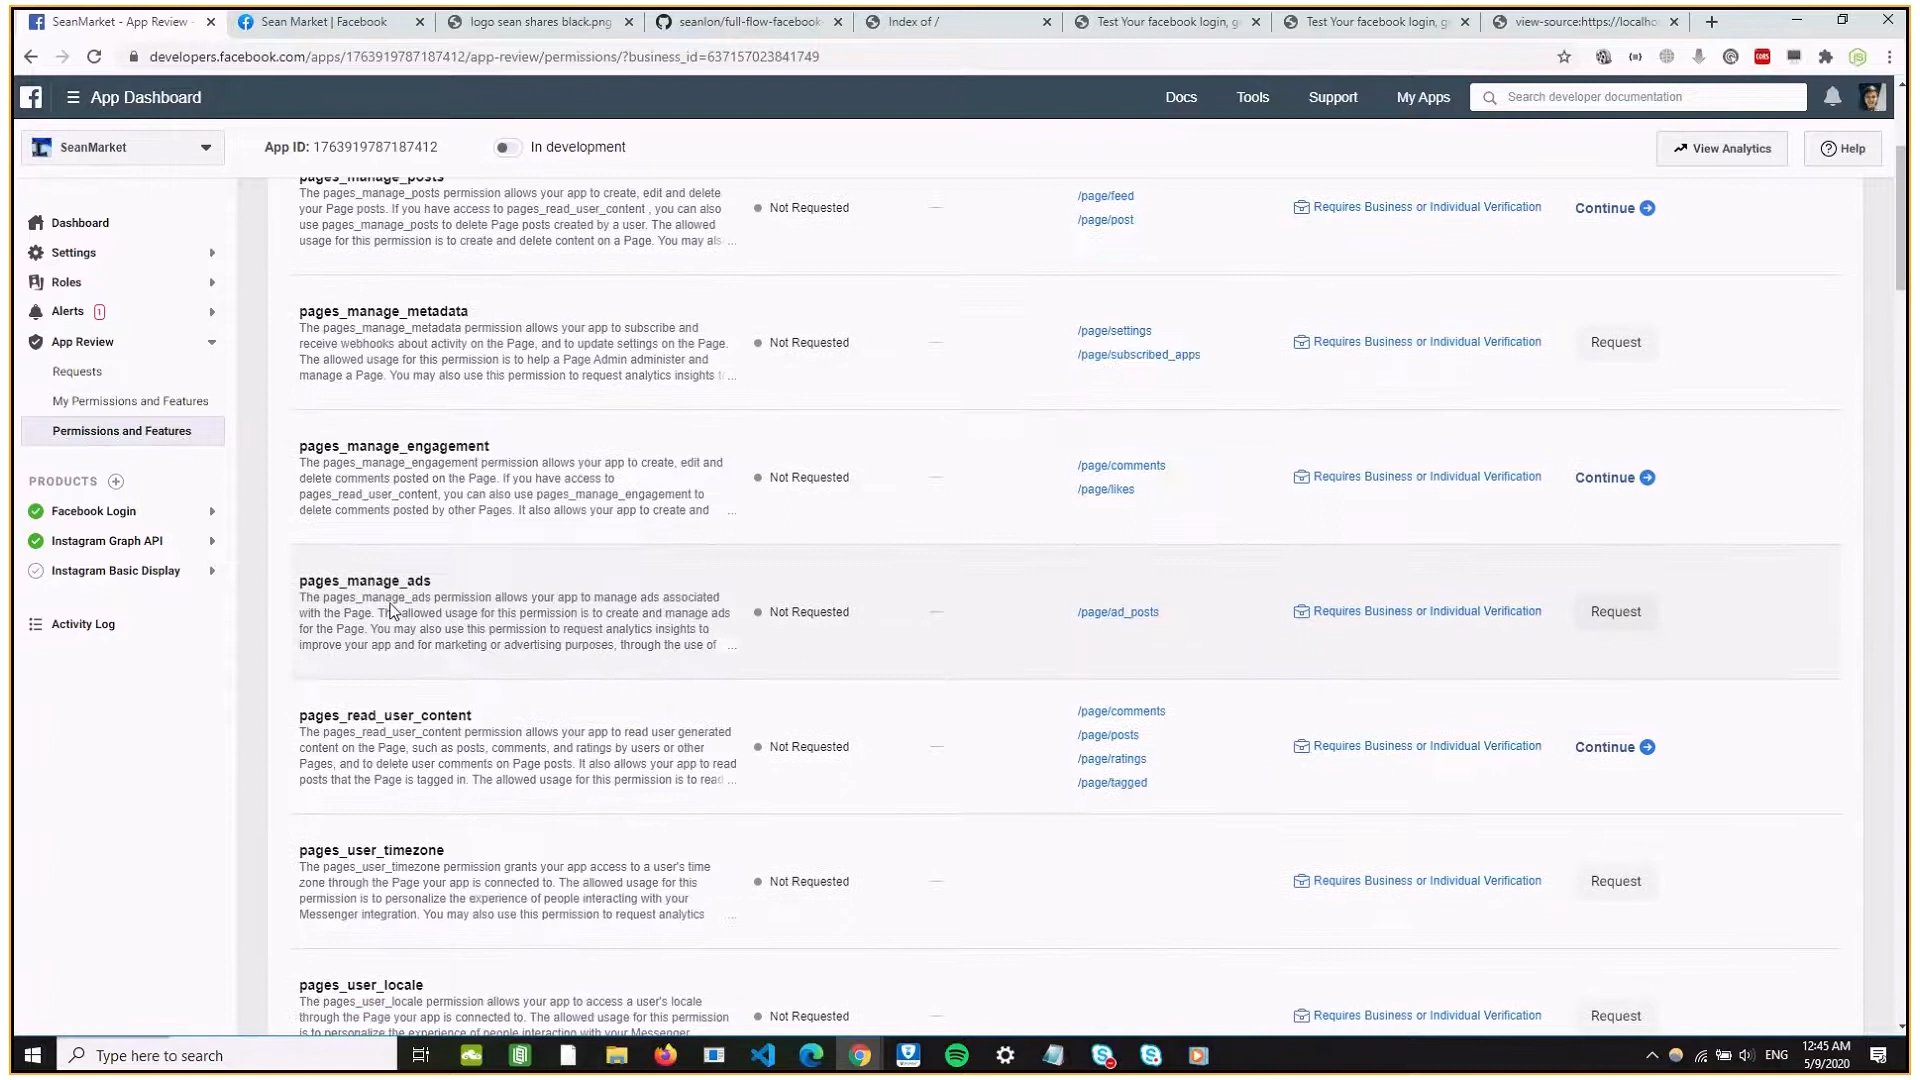 SeanMarket - App Review -
Sean Market | Facebook
logo sean shares black.png
seanlon/full-flow-facebook-
Index of /
Test Your facebook login, g
Test Your facebook login, g
view-source:https://localho
developers.facebook.com/apps/1763919787187412/app-review/permissions/?business_id=637157023841749
App Dashboard
Docs
Tools
Support
My Apps
Search developer documentation
SeanMarket
App ID: 1763919787187412
In development
View Analytics
Help
Dashboard
Settings
Roles
Alerts 1
App Review
Requests
My Permissions and Features
Permissions and Features
PRODUCTS
Facebook Login
Instagram Graph API
Instagram Basic Display
Activity Log
pages_manage_posts
The pages_manage_posts permission allows your app to create, edit and delete
your Page posts. If you have access to pages_read_user_content , you can also
use pages_manage_posts to delete Page posts created by a user. The allowed
usage for this permission is to create and delete content on a Page. You may als ...
Not Requested
—
/page/feed
/page/post
Requires Business or Individual Verification
Continue
pages_manage_metadata
The pages_manage_metadata permission allows your app to subscribe and
receive webhooks about activity on the Page, and to update settings on the Page.
The allowed usage for this permission is to help a Page Admin administer and
manage a Page. You may also use this permission to request analytics insights t ...
Not Requested
—
/page/settings
/page/subscribed_apps
Requires Business or Individual Verification
Request
pages_manage_engagement
The pages_manage_engagement permission allows your app to create, edit and
delete comments posted on the Page. If you have access to
pages_read_user_content, you can also use pages_manage_engagement to
delete comments posted by other Pages. It also allows your app to create and ...
Not Requested
—
/page/comments
/page/likes
Requires Business or Individual Verification
Continue
pages_manage_ads
The pages_manage_ads permission allows your app to manage ads associated
with the Page. The allowed usage for this permission is to create and manage ads
for the Page. You may also use this permission to request analytics insights to
improve your app and for marketing or advertising purposes, through the use of ...
Not Requested
—
/page/ad_posts
Requires Business or Individual Verification
Request
pages_read_user_content
The pages_read_user_content permission allows your app to read user generated
content on the Page, such as posts, comments, and ratings by users or other
Pages, and to delete user comments on Page posts. It also allows your app to read
posts that the Page is tagged in. The allowed usage for this permission is to read ...
Not Requested
—
/page/comments
/page/posts
/page/ratings
/page/tagged
Requires Business or Individual Verification
Continue
pages_user_timezone
The pages_user_timezone permission grants your app access to a user's time
zone through the Page your app is connected to. The allowed usage for this
permission is to personalize the experience of people interacting with your
Messenger integration. You may also use this permission to request analytics ...
Not Requested
—
Requires Business or Individual Verification
Request
pages_user_locale
The pages_user_locale permission allows your app to access a user's locale
through the Page your app is connected to. The allowed usage for this permission
is to personalize the experience of people interacting with your Messenger
Not Requested
—
Requires Business or Individual Verification
Request
Type here to search
ENG
12:45 AM
5/9/2020